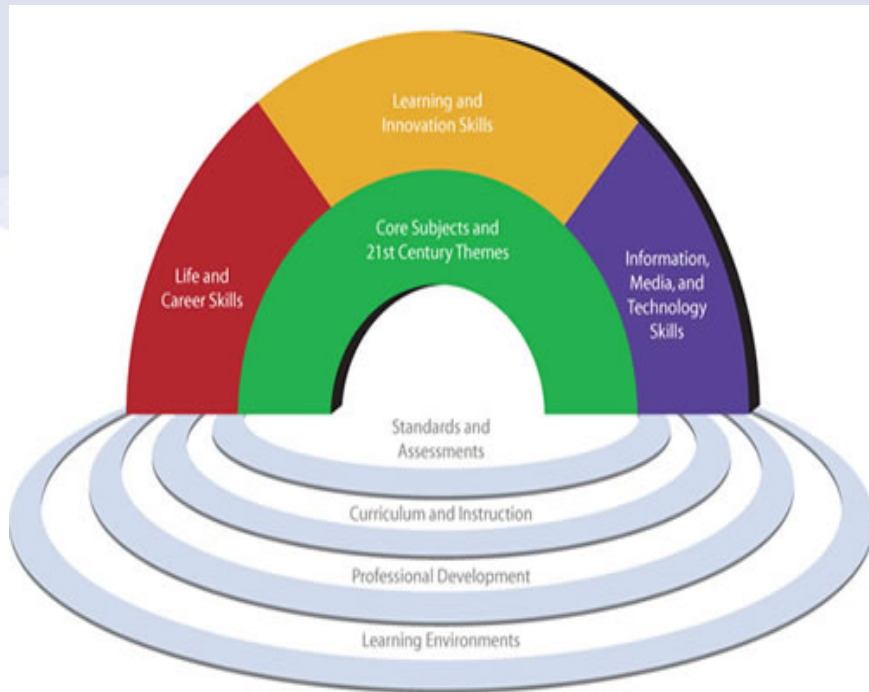 Learning and
Innovation Skills
Core Subjects and
21st Century Themes
Life and
Career Skills
Information,
Media, and
Technology
Skills
Standards and
Assessments
Curriculum and Instruction
Professional Development
Learning Environments